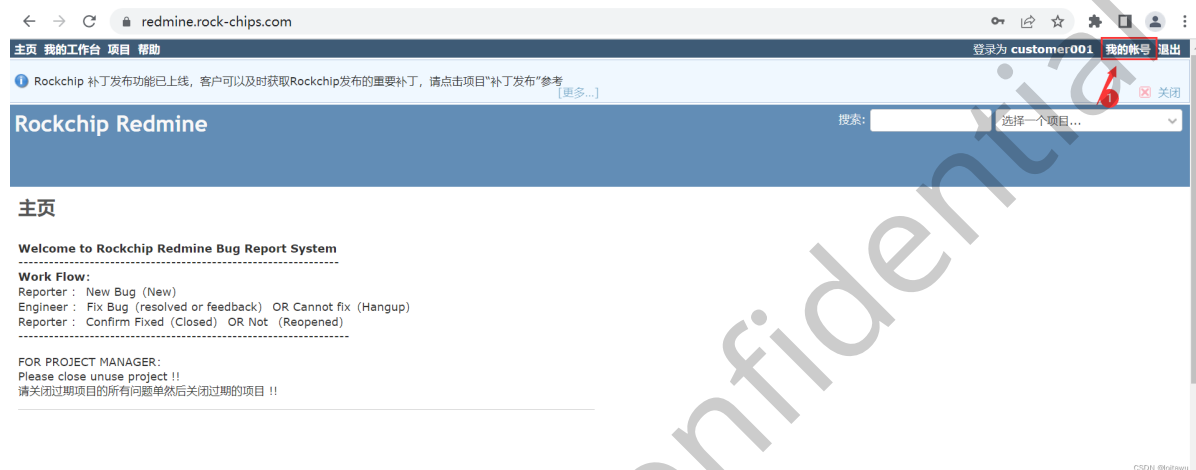 redmine.rock-chips.com
主页 我的工作台 项目 帮助 登录为 customer001 我的帐号 退出
Rockchip 补丁发布功能已上线，客户可以及时获取Rockchip发布的重要补丁，请点击项目"补丁发布"参考
[更多...]
1
关闭
Rockchip Redmine
搜索:
选择一个项目...
主页
Welcome to Rockchip Redmine Bug Report System
----------------------------------------------------------------
Work Flow:
Reporter : New Bug (New)
Engineer : Fix Bug (resolved or feedback) OR Cannot fix (Hangup)
Reporter : Confirm Fixed (Closed) OR Not (Reopened)
------------------------------------------------------------------
FOR PROJECT MANAGER:
Please close unuse project !!
请关闭过期项目的所有问题单然后关闭过期的项目 !!
onfidential